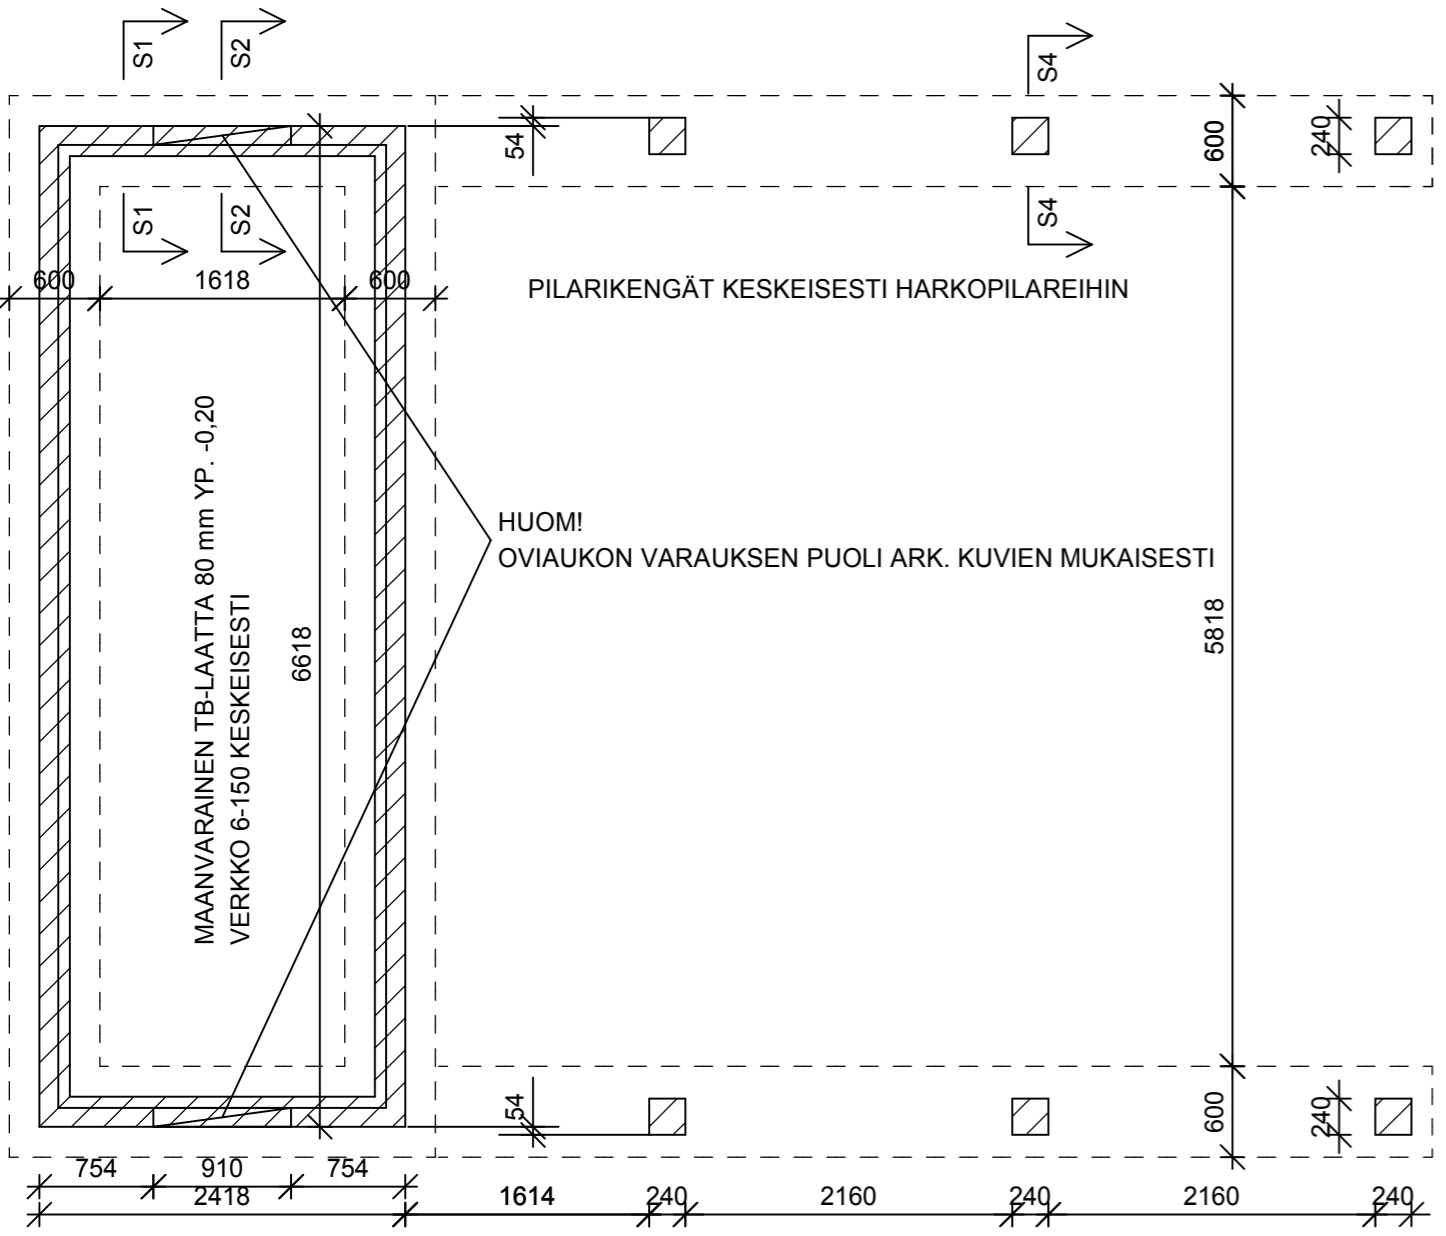 S1
S2
S4
54
600
240
S1
S2
S4
600
1618
600
PILARIKENGÄT KESKEISESTI HARKOPILAREIHIN
MAANVARAINEN TB-LAATTA 80 mm YP. -0,20
VERKKO 6-150 KESKEISESTI
6618
HUOM!
OVIAUKON VARAUKSEN PUOLI ARK. KUVIEN MUKAISESTI
5818
54
600
240
754
910
754
2418
1614
240
2160
240
2160
240